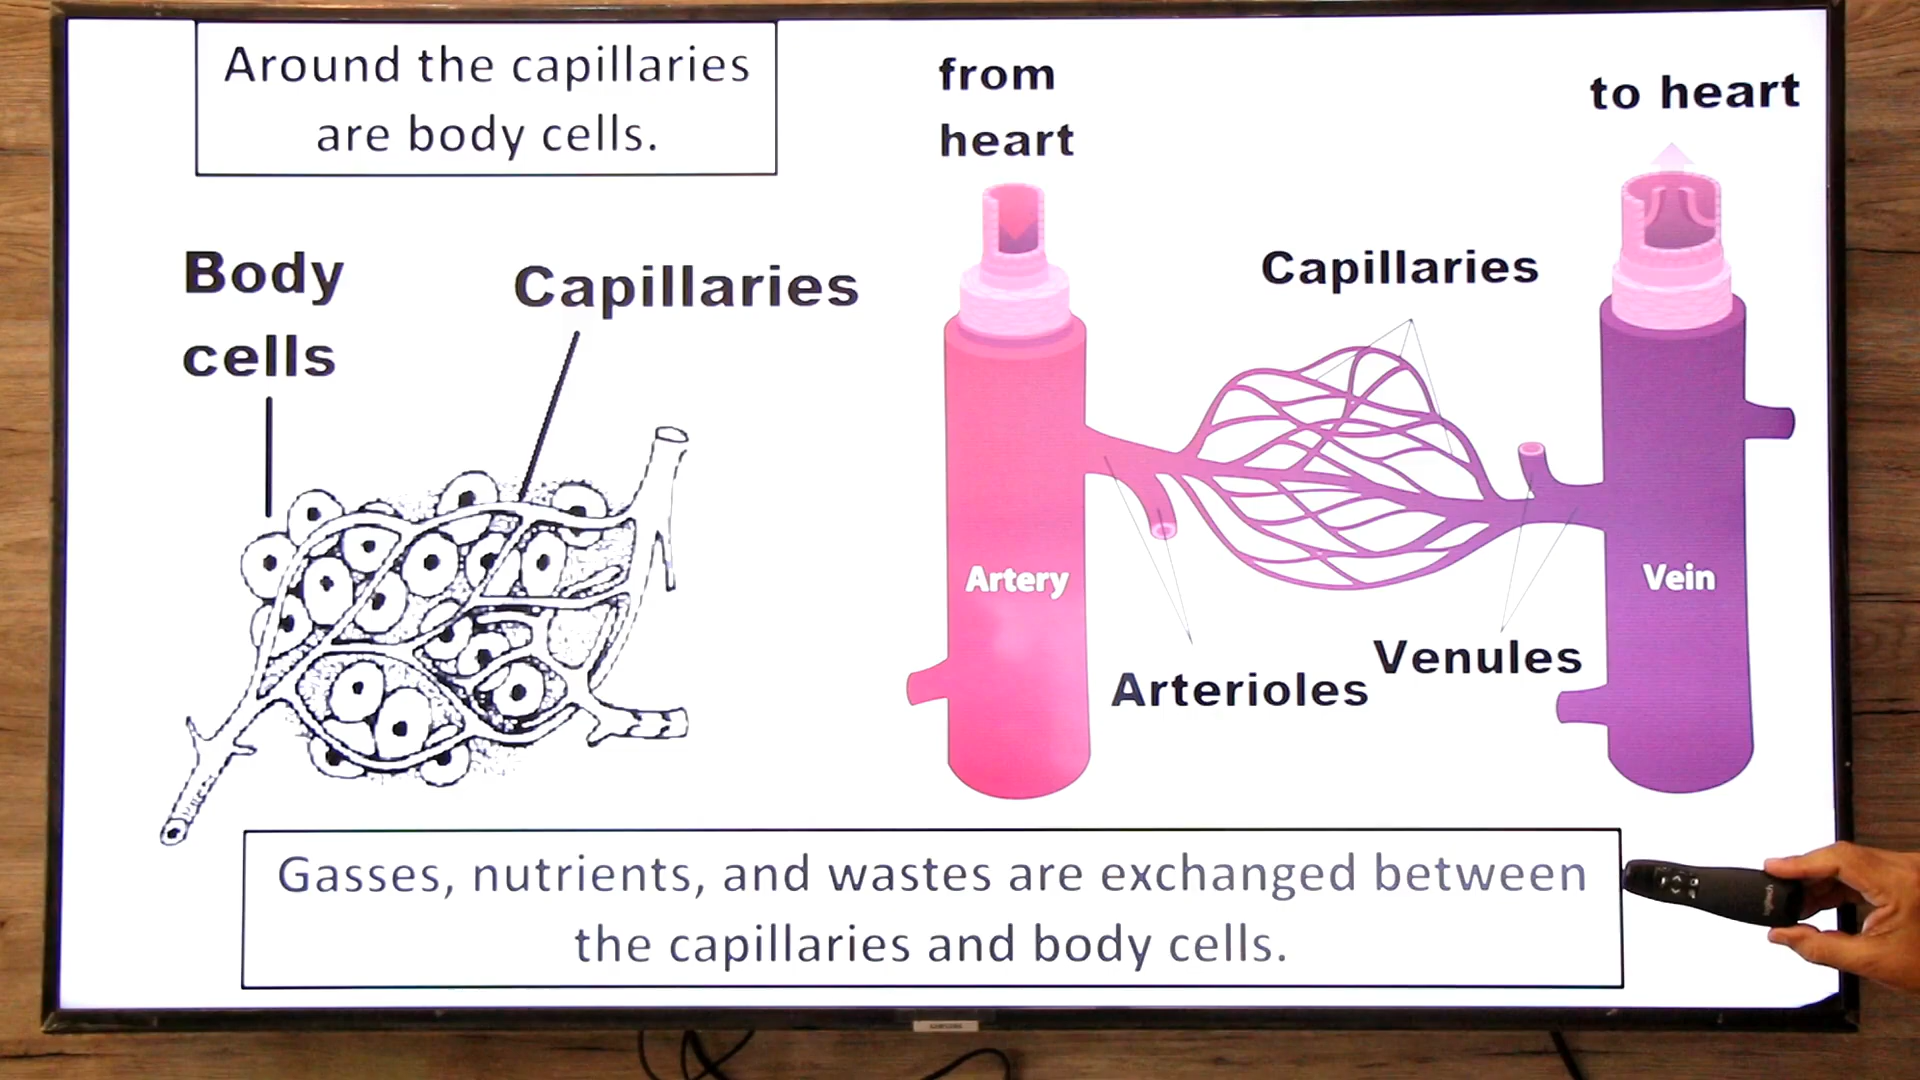 Around the capillaries
are body cells.
from
heart
to heart
Body
cells
Capillaries
Capillaries
Artery
Vein
Arterioles
Venules
Gasses, nutrients, and wastes are exchanged between
the capillaries and body cells.
SAMSUNG